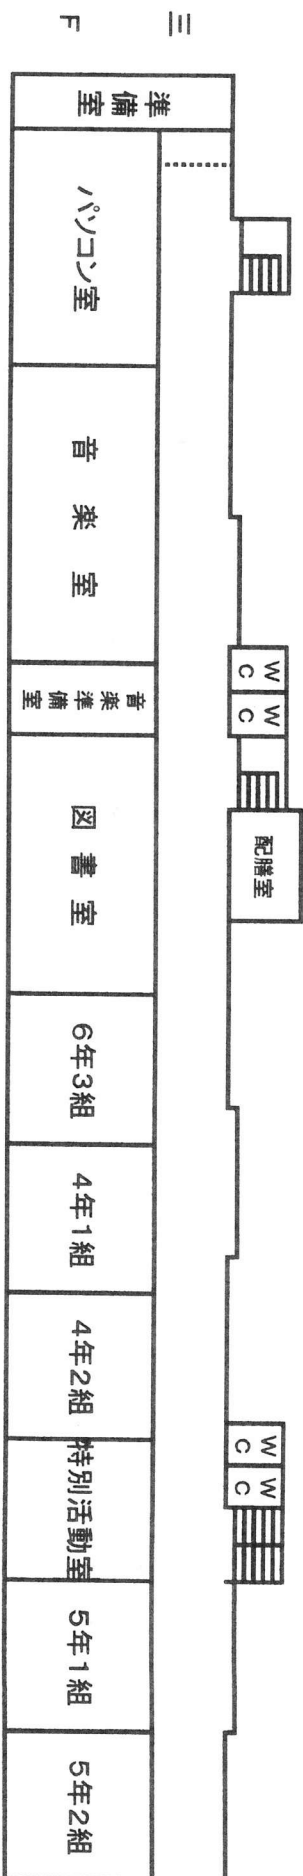 三F
準備室
パソコン室
音楽室
音楽準備室
図書室
6年3組
4年1組
4年2組
特別活動室
5年1組
5年2組
WC
WC
配膳室
WC
WC